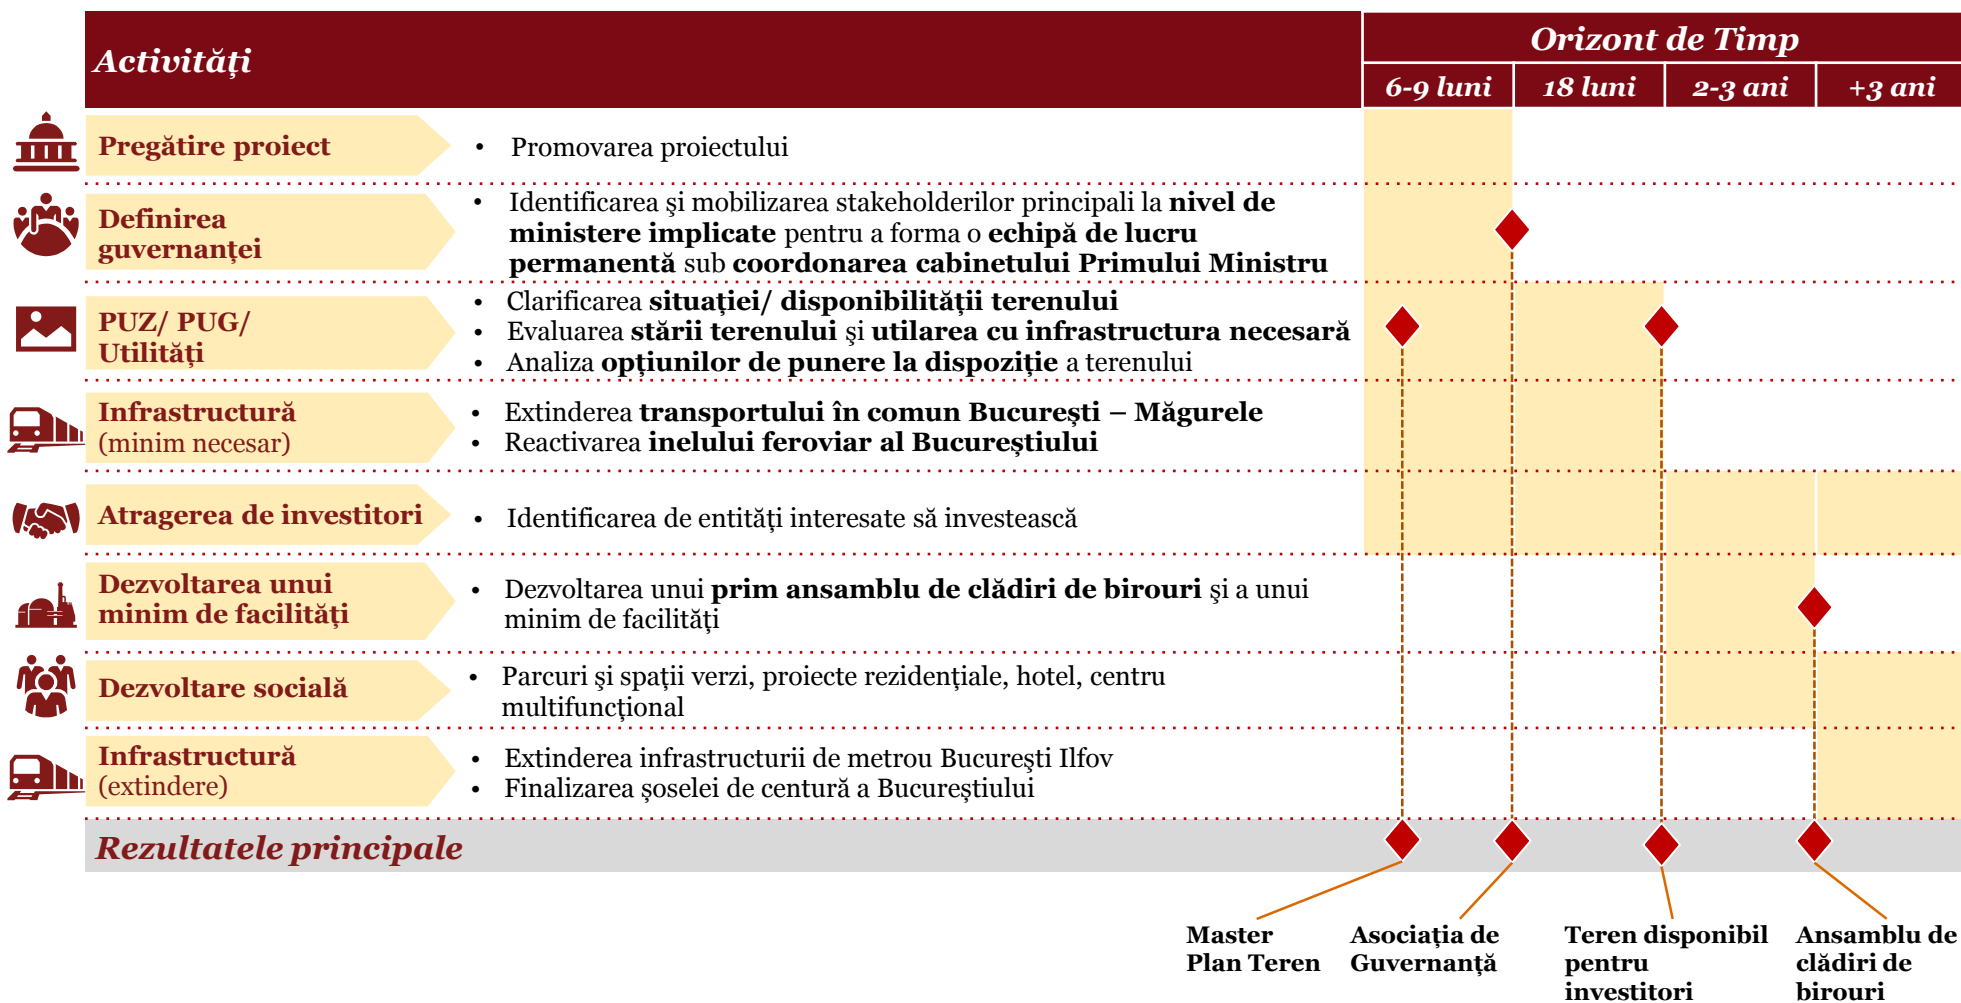 Activități
Orizont de Timp
6-9 luni
18 luni
2-3 ani
+3 ani
Pregătire proiect
• Promovarea proiectului
Definirea
guvernanței
• Identificarea şi mobilizarea stakeholderilor principali la nivel de
ministere implicate pentru a forma o echipă de lucru
permanentă sub coordonarea cabinetului Primului Ministru
PUZ/ PUG/
Utilități
• Clarificarea situației/ disponibilității terenului
• Evaluarea stării terenului şi utilarea cu infrastructura necesară
• Analiza opțiunilor de punere la dispoziție a terenului
Infrastructură
(minim necesar)
• Extinderea transportului în comun București – Măgurele
• Reactivarea inelului feroviar al Bucureștiului
Atragerea de investitori
• Identificarea de entități interesate să investească
Dezvoltarea unui
minim de facilități
• Dezvoltarea unui prim ansamblu de clădiri de birouri şi a unui
minim de facilități
Dezvoltare socială
• Parcuri şi spații verzi, proiecte rezidențiale, hotel, centru
multifuncțional
Infrastructură
(extindere)
• Extinderea infrastructurii de metrou Bucureşti Ilfov
• Finalizarea șoselei de centură a Bucureștiului
Rezultatele principale
Master
Plan Teren
Asociația de
Guvernanță
Teren disponibil
pentru
investitori
Ansamblu de
clădiri de
birouri